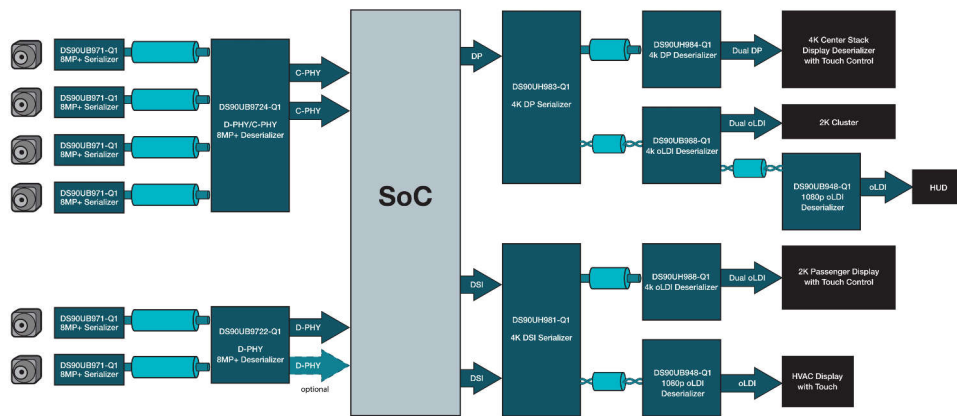 DS90UB971-Q1
8MP+ Serializer
DS90UB971-Q1
8MP+ Serializer
DS90UB971-Q1
8MP+ Serializer
DS90UB971-Q1
8MP+ Serializer
DS90UB9724-Q1
D-PHY/C-PHY
8MP+ Deserializer
C-PHY
C-PHY
DS90UB971-Q1
8MP+ Serializer
DS90UB971-Q1
8MP+ Serializer
DS90UB9722-Q1
D-PHY
8MP+ Deserializer
D-PHY
D-PHY
optional
SoC
DP
DS90UH983-Q1
4K DP Serializer
DS90UH984-Q1
4k DP Deserializer
Dual DP
4K Center Stack
Display Deserializer
with Touch Control
DS90UB988-Q1
4k oLDI Deserializer
Dual oLDI
2K Cluster
DS90UB948-Q1
1080p oLDI
Deserializer
oLDI
HUD
DSI
DSI
DS90UH981-Q1
4K DSI Serializer
DS90UH988-Q1
4k oLDI Deserializer
Dual oLDI
2K Passenger Display
with Touch Control
DS90UB948-Q1
1080p oLDI
Deserializer
oLDI
HVAC Display
with Touch